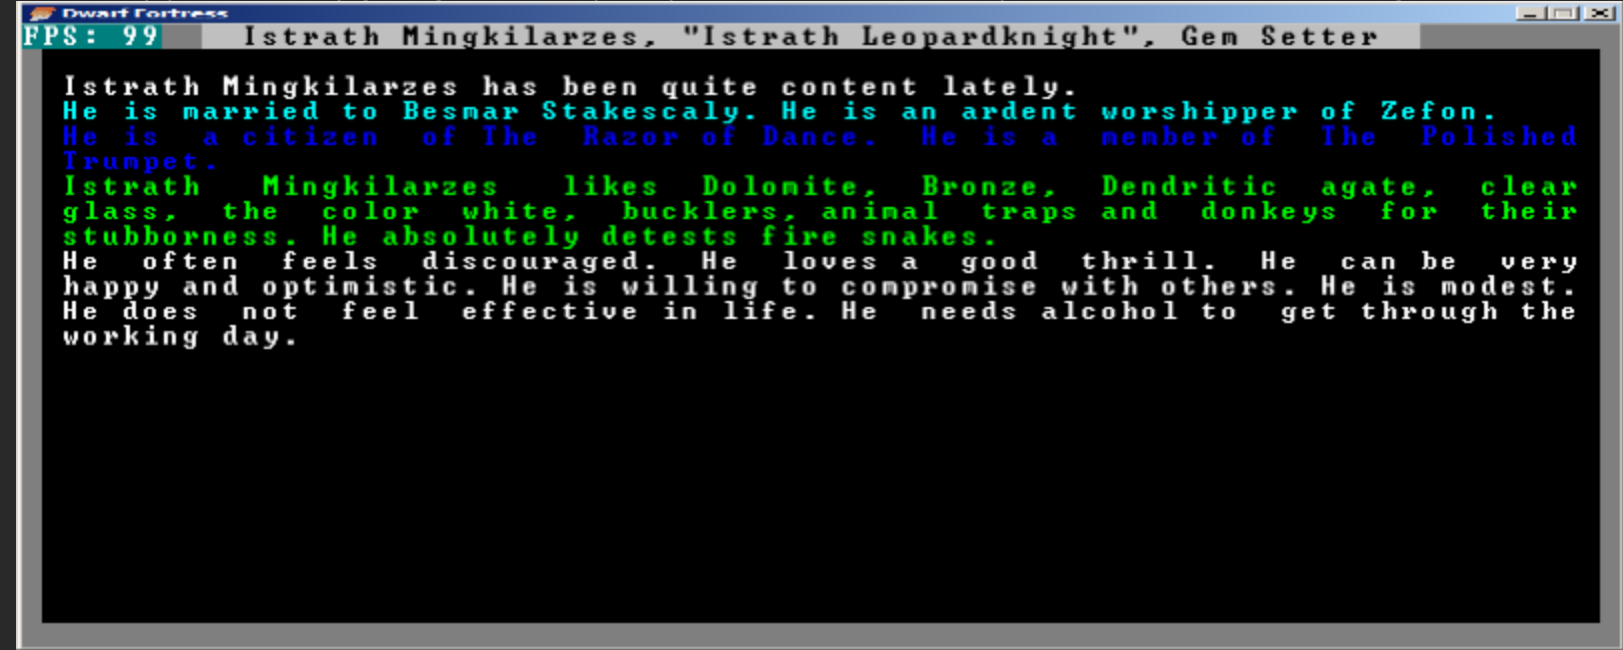 Dwarf Fortress
FPS: 99 Istrath Mingkilarzes, "Istrath Leopardknight", Gem Setter
Istrath Mingkilarzes has been quite content lately.
He is married to Besmar Stakescaly. He is an ardent worshipper of Zefon.
He is a citizen of The Razor of Dance. He is a member of The Polished
Trumpet.
Istrath Mingkilarzes likes Dolomite, Bronze, Dendritic agate, clear
glass, the color white, bucklers, animal traps and donkeys for their
stubborness. He absolutely detests fire snakes.
He often feels discouraged. He loves a good thrill. He can be very
happy and optimistic. He is willing to compromise with others. He is modest.
He does not feel effective in life. He needs alcohol to get through the
working day.